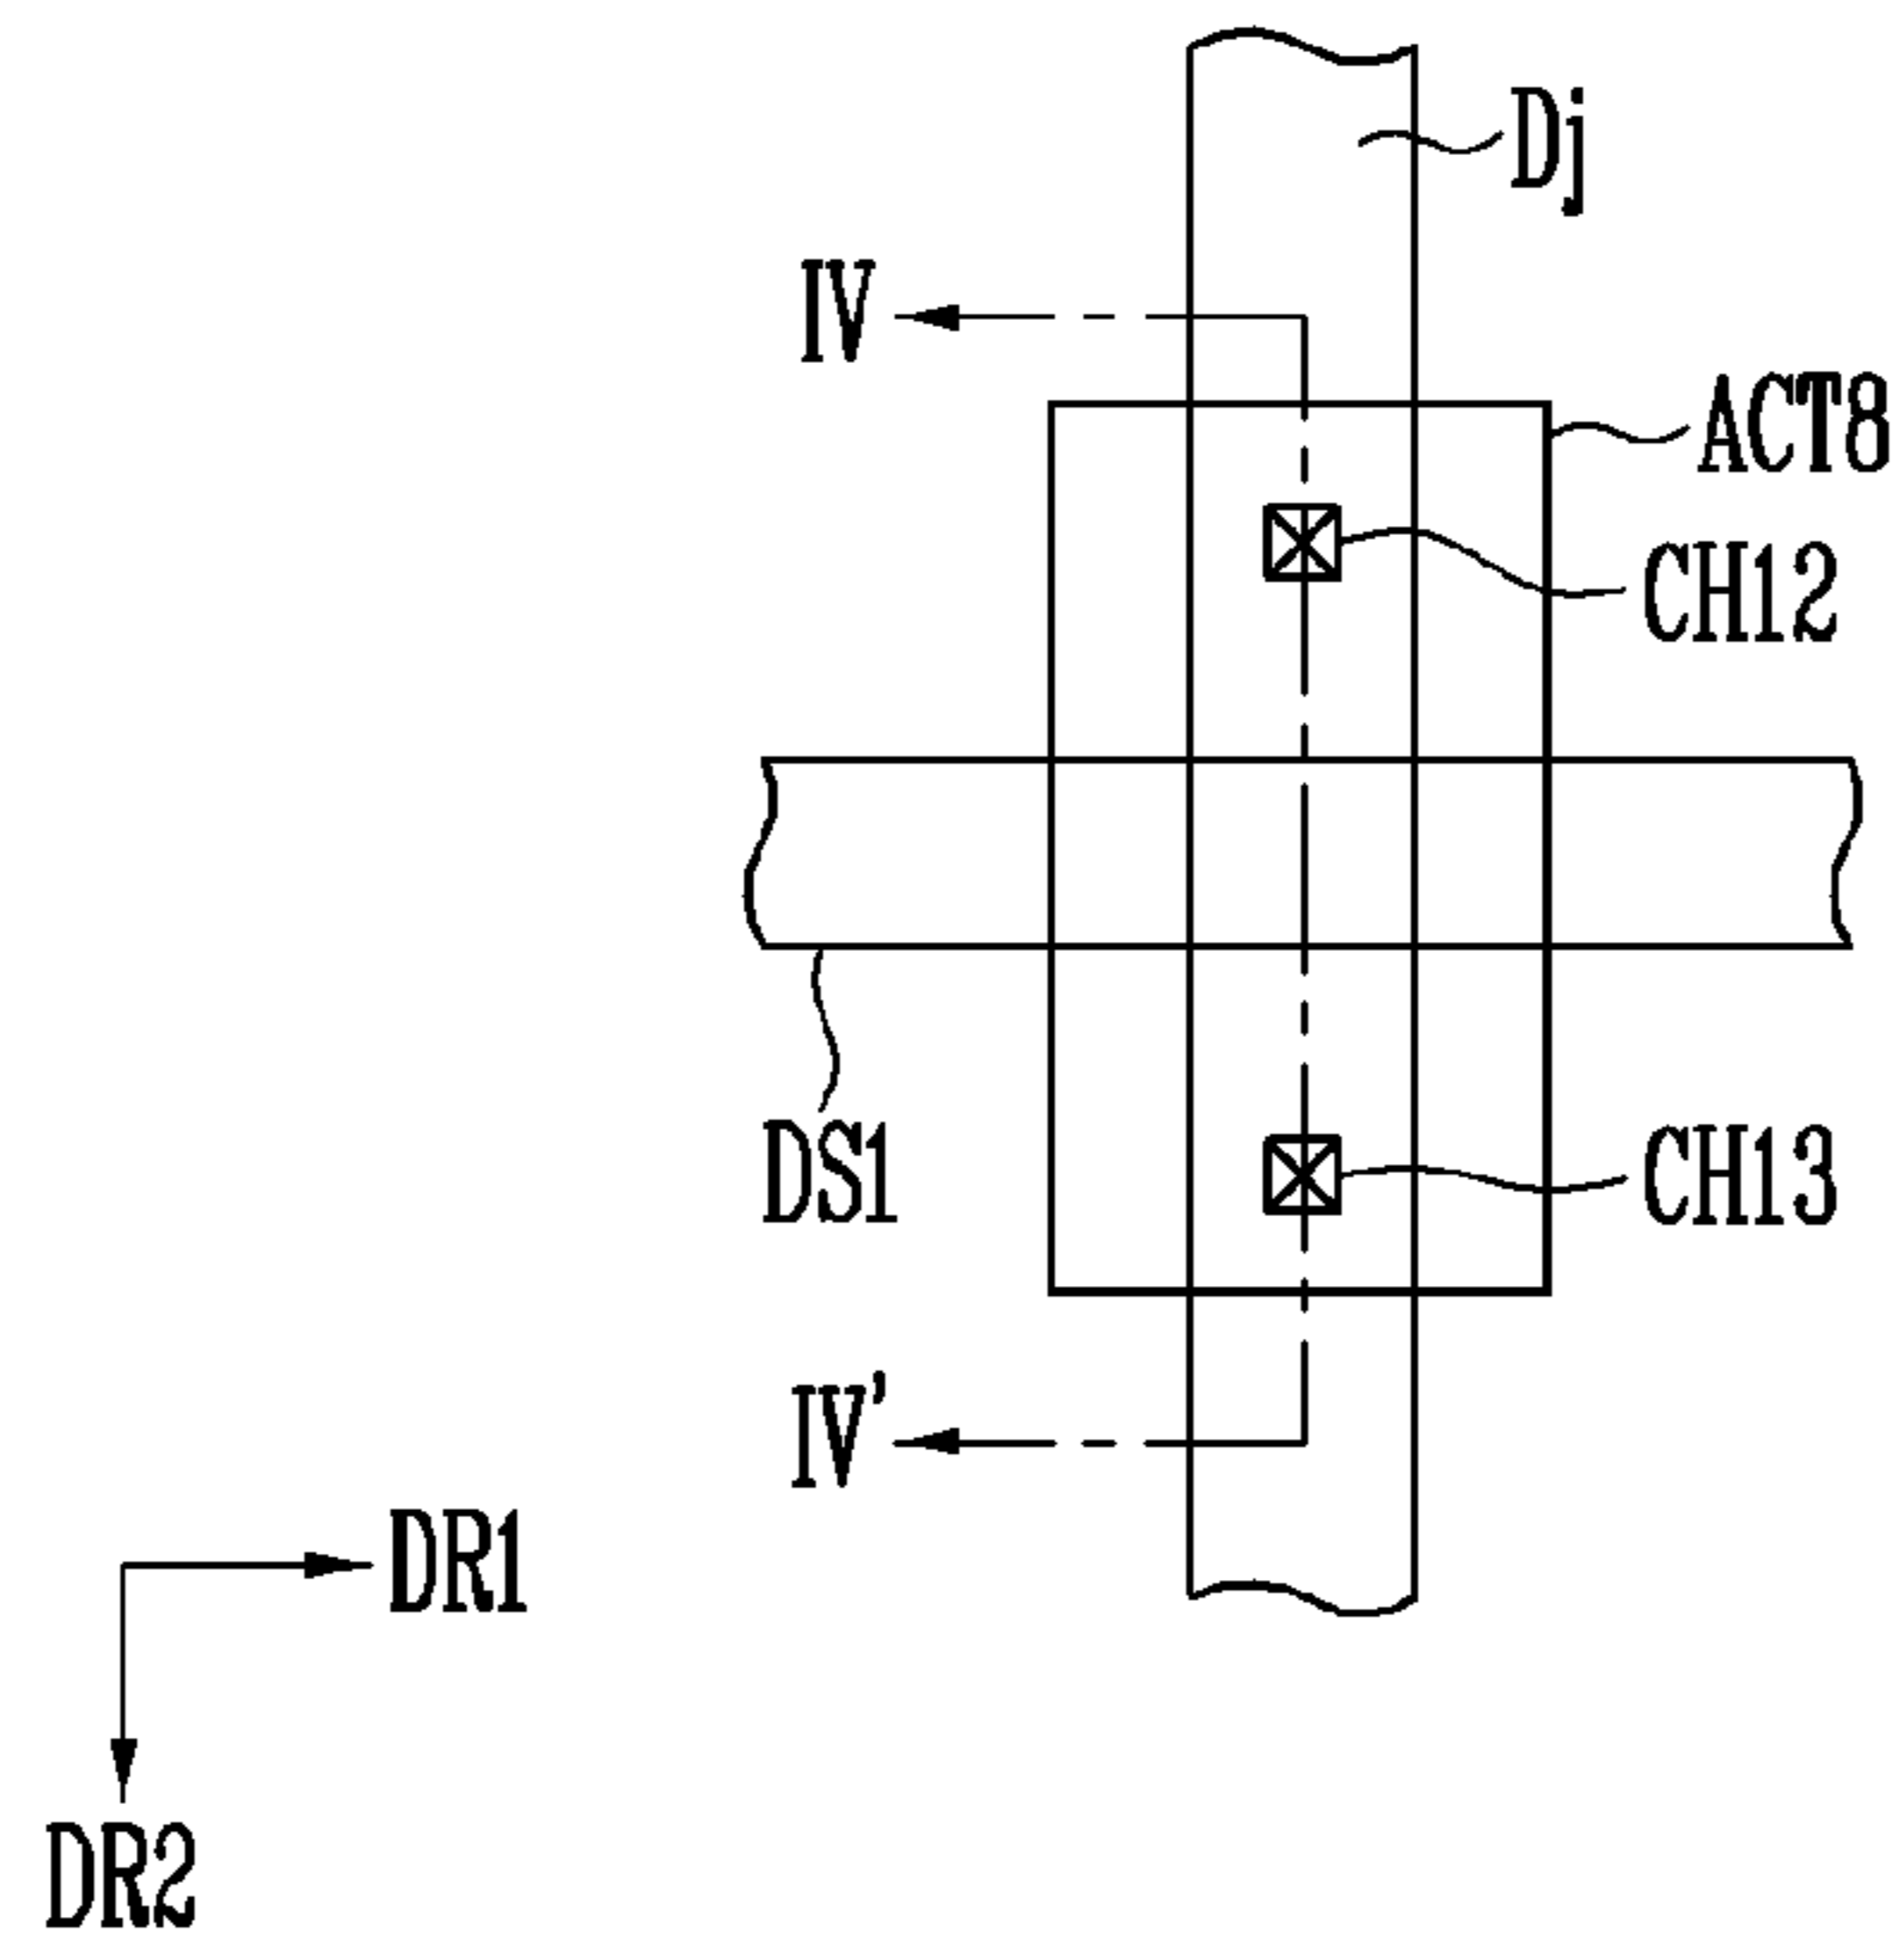 Dj
IV
ACT8
CH12
DS1
CH13
IV'
DR1
DR2